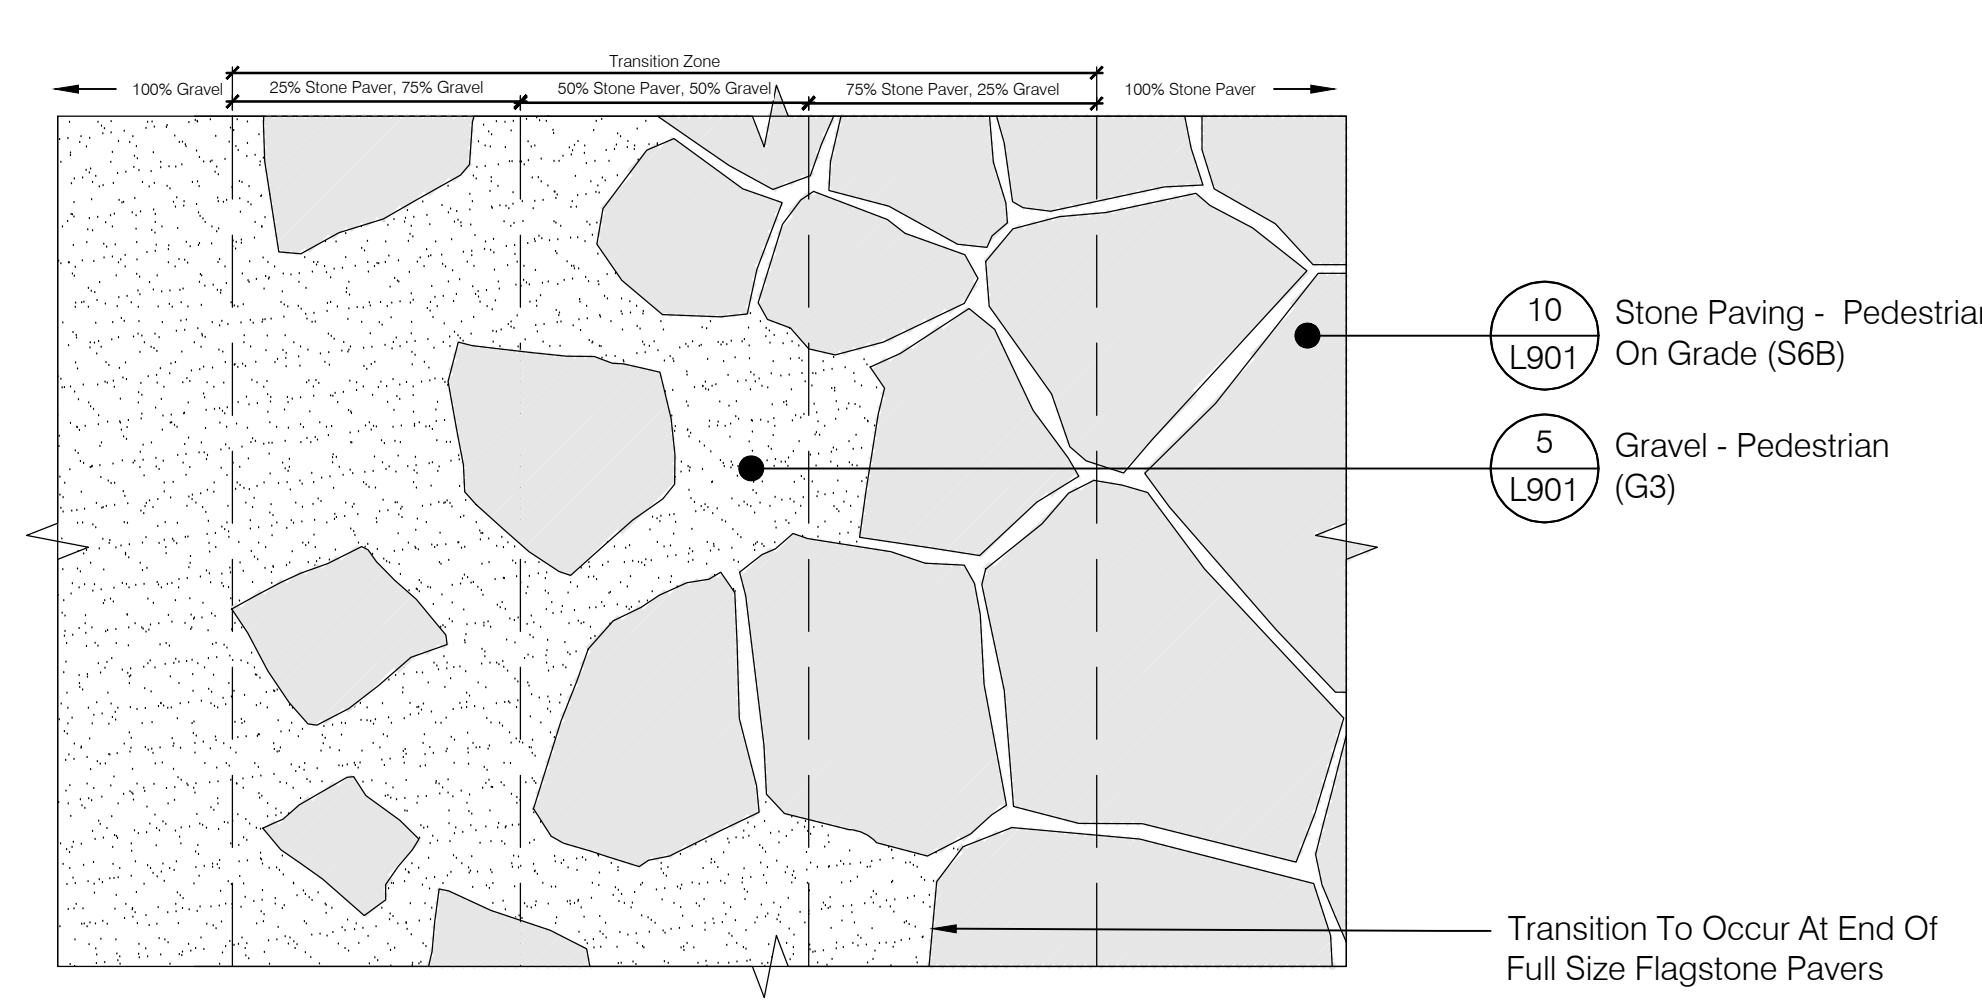 Transition Zone
100% Gravel
25% Stone Paver, 75% Gravel
50% Stone Paver, 50% Gravel
75% Stone Paver, 25% Gravel
100% Stone Paver
10
L901
Stone Paving - Pedestrian
On Grade (S6B)
5
L901
Gravel - Pedestrian
(G3)
Transition To Occur At End Of
Full Size Flagstone Pavers